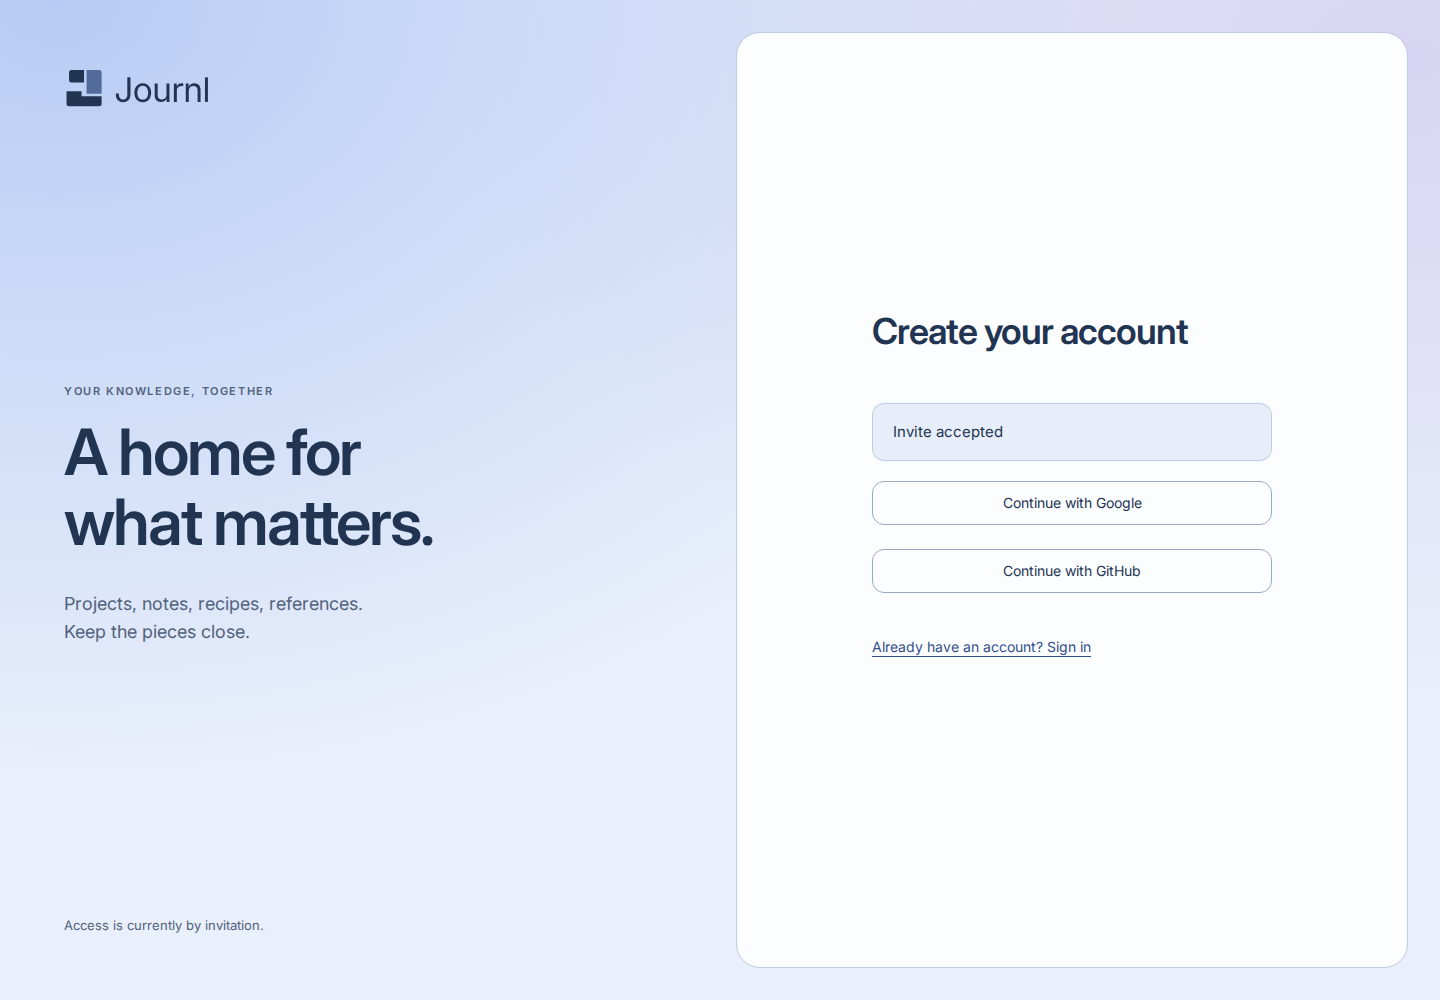 Journl
YOUR KNOWLEDGE, TOGETHER
A home for
what matters.
Projects, notes, recipes, references.
Keep the pieces close.
Access is currently by invitation.
Create your account
Invite accepted
Continue with Google
Continue with GitHub
Already have an account? Sign in